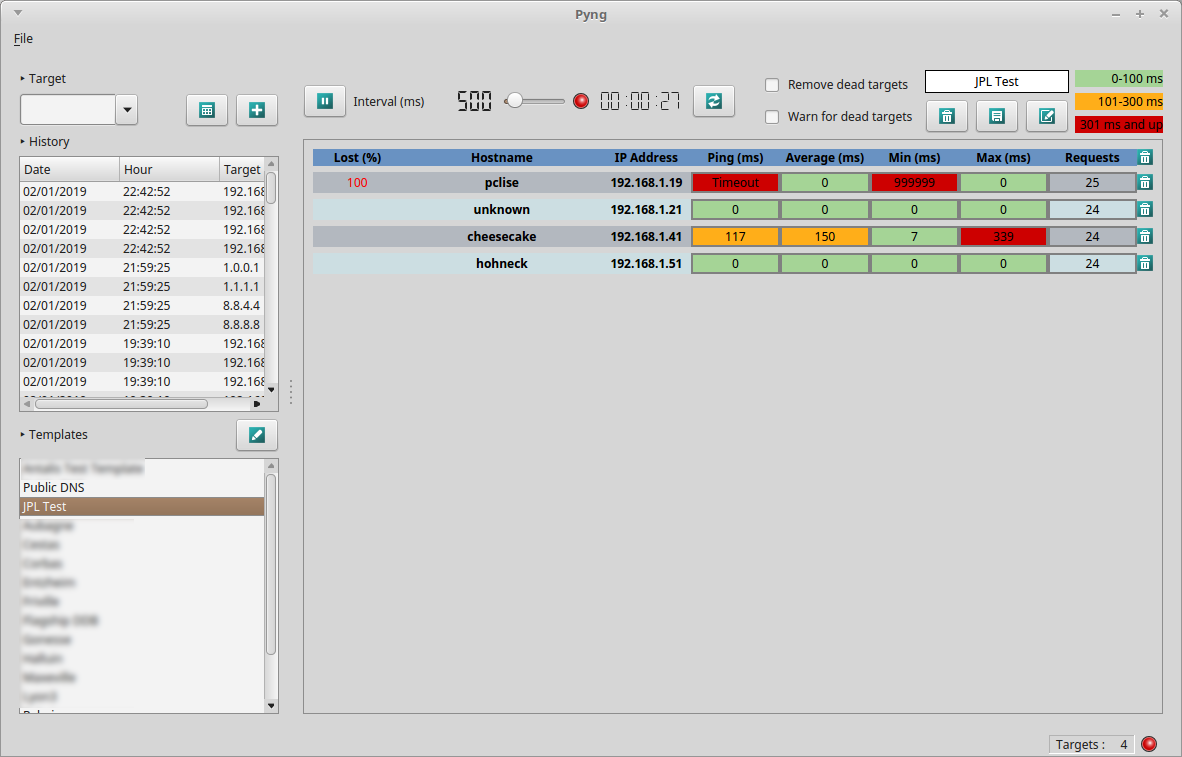 Pyng
File
Target
Interval (ms)
500
00:00:27
Remove dead targets
Warn for dead targets
JPL Test
0-100 ms
101-300 ms
301 ms and up
History
Date Hour Target
02/01/2019 22:42:52 192.168
02/01/2019 22:42:52 192.168
02/01/2019 22:42:52 192.168
02/01/2019 22:42:52 192.168
02/01/2019 21:59:25 1.0.0.1
02/01/2019 21:59:25 1.1.1.1
02/01/2019 21:59:25 8.8.4.4
02/01/2019 21:59:25 8.8.8.8
02/01/2019 19:39:10 192.168
02/01/2019 19:39:10 192.168
02/01/2019 19:39:10 192.168
Templates
Public DNS
JPL Test
Lost (%) Hostname IP Address Ping (ms) Average (ms) Min (ms) Max (ms) Requests
100 pclise 192.168.1.19 Timeout 0 999999 0 25
unknown 192.168.1.21 0 0 0 0 24
cheesecake 192.168.1.41 117 150 7 339 24
hohneck 192.168.1.51 0 0 0 0 24
Targets : 4